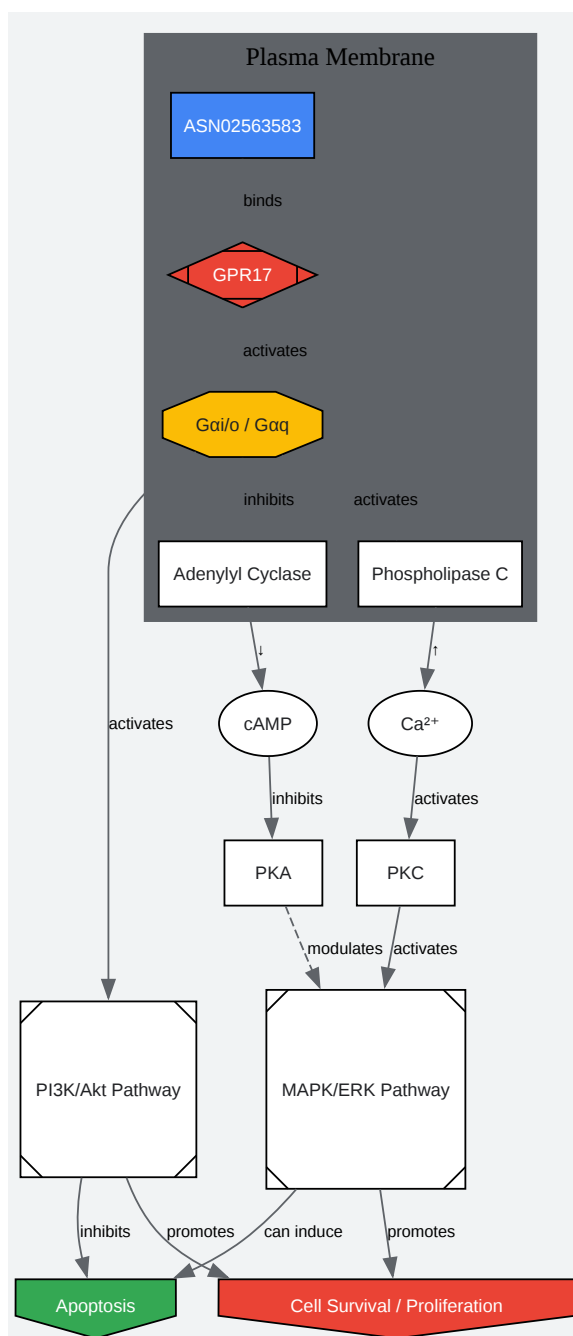 Plasma Membrane
ASN02563583
binds
GPR17
activates
Gαi/o / Gαq
inhibits
activates
Adenylyl Cyclase
Phospholipase C
↓
↑
activates
cAMP
Ca²⁺
inhibits
activates
PKA
PKC
modulates
activates
PI3K/Akt Pathway
MAPK/ERK Pathway
inhibits
promotes
can induce
promotes
Apoptosis
Cell Survival / Proliferation